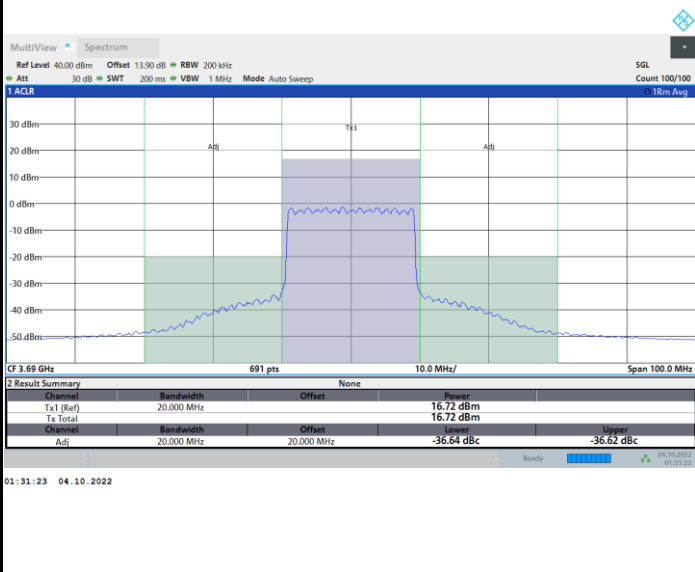 MultiView Spectrum
Ref Level 40.00 dBm Offset 13.90 dB RBW 200 kHz SGL
Att 30 dB SWT 200 ms VBW 1 MHz Mode Auto Sweep Count 100/100
1 ACLR 1Rm Avg
30 dBm
Tx1
20 dBm Adj Adj
10 dBm
0 dBm
-10 dBm
-20 dBm
-30 dBm
-40 dBm
-50 dBm
CF 3.69 GHz 691 pts 10.0 MHz/ Span 100.0 MHz
2 Result Summary None
Channel Bandwidth Offset Power
Tx1 (Ref) 20.000 MHz 16.72 dBm
Tx Total 16.72 dBm
Channel Bandwidth Offset Lower Upper
Adj 20.000 MHz 20.000 MHz -36.64 dBc -36.62 dBc
Ready 04.10.2022
01:31:22
01:31:23 04.10.2022